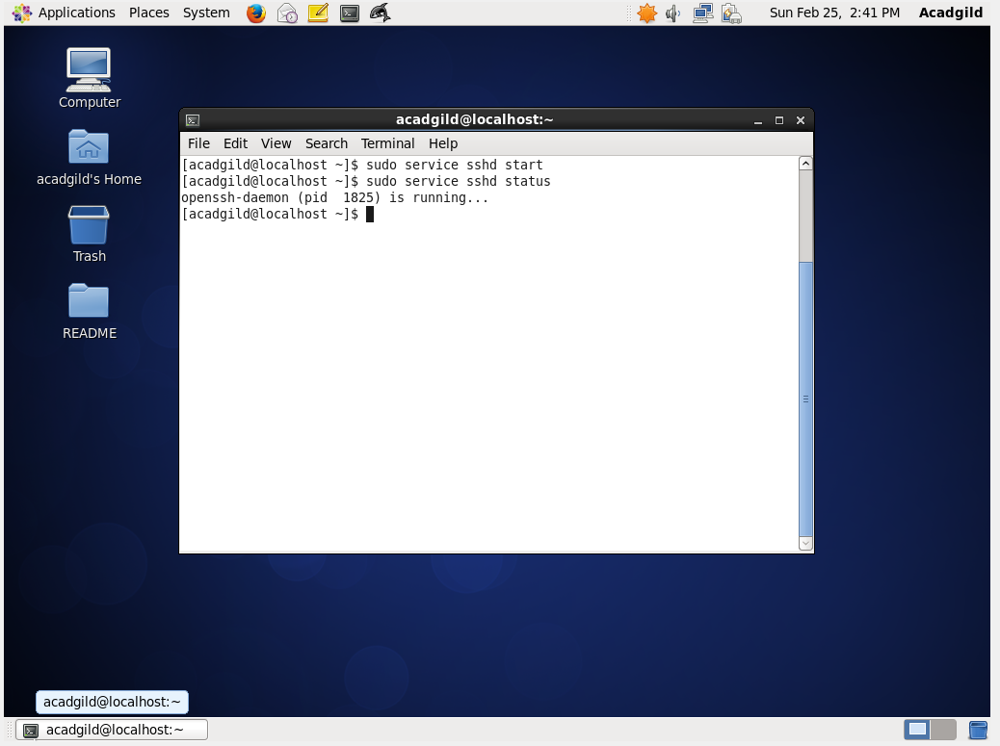 Applications Places System Sun Feb 25, 2:41 PM Acadgild
Computer
acadgild's Home
Trash
README
acadgild@localhost:~
File Edit View Search Terminal Help
[acadgild@localhost ~]$ sudo service sshd start
[acadgild@localhost ~]$ sudo service sshd status
openssh-daemon (pid  1825) is running...
[acadgild@localhost ~]$
acadgild@localhost:~
acadgild@localhost:~